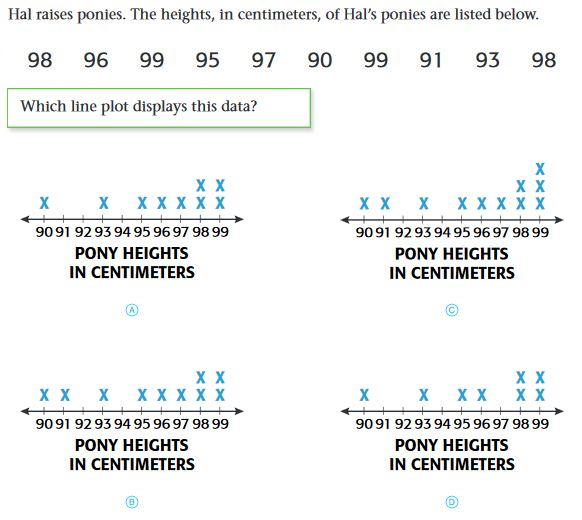 Hal raises ponies. The heights, in centimeters, of Hal's ponies are listed below.
98 96 99 95 97 90 99 91 93 98
Which line plot displays this data?
X X
X X X X X X X
90 91 92 93 94 95 96 97 98 99
PONY HEIGHTS
IN CENTIMETERS
A
X
X X
X X X X X X X X
90 91 92 93 94 95 96 97 98 99
PONY HEIGHTS
IN CENTIMETERS
C
X X
X X X X X X X X
90 91 92 93 94 95 96 97 98 99
PONY HEIGHTS
IN CENTIMETERS
B
X X
X X X X X X
90 91 92 93 94 95 96 97 98 99
PONY HEIGHTS
IN CENTIMETERS
D